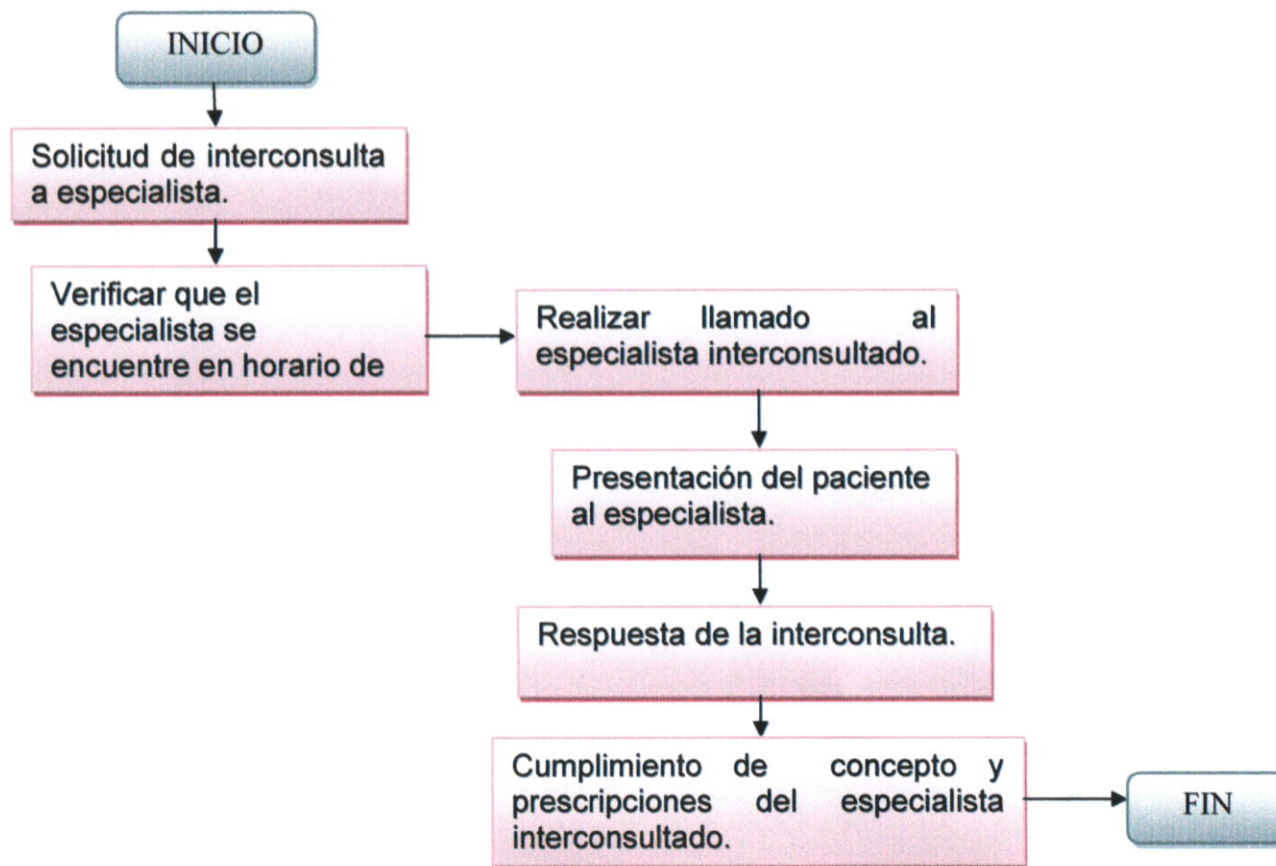 INICIO
Solicitud de interconsulta
a especialista.
Verificar que el
especialista se
encuentre en horario de
Realizar llamado al
especialista interconsultado.
Presentación del paciente
al especialista.
Respuesta de la interconsulta.
Cumplimiento de concepto y
prescripciones del especialista
interconsultado.
FIN